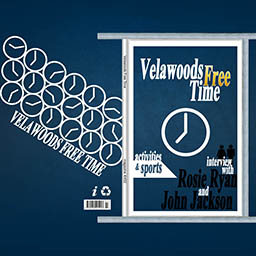 VELAWOODS FREE TIME
Velawoods
Free
Time
activities
& sports
interview
with
Rosie Ryan
and
John Jackson
i